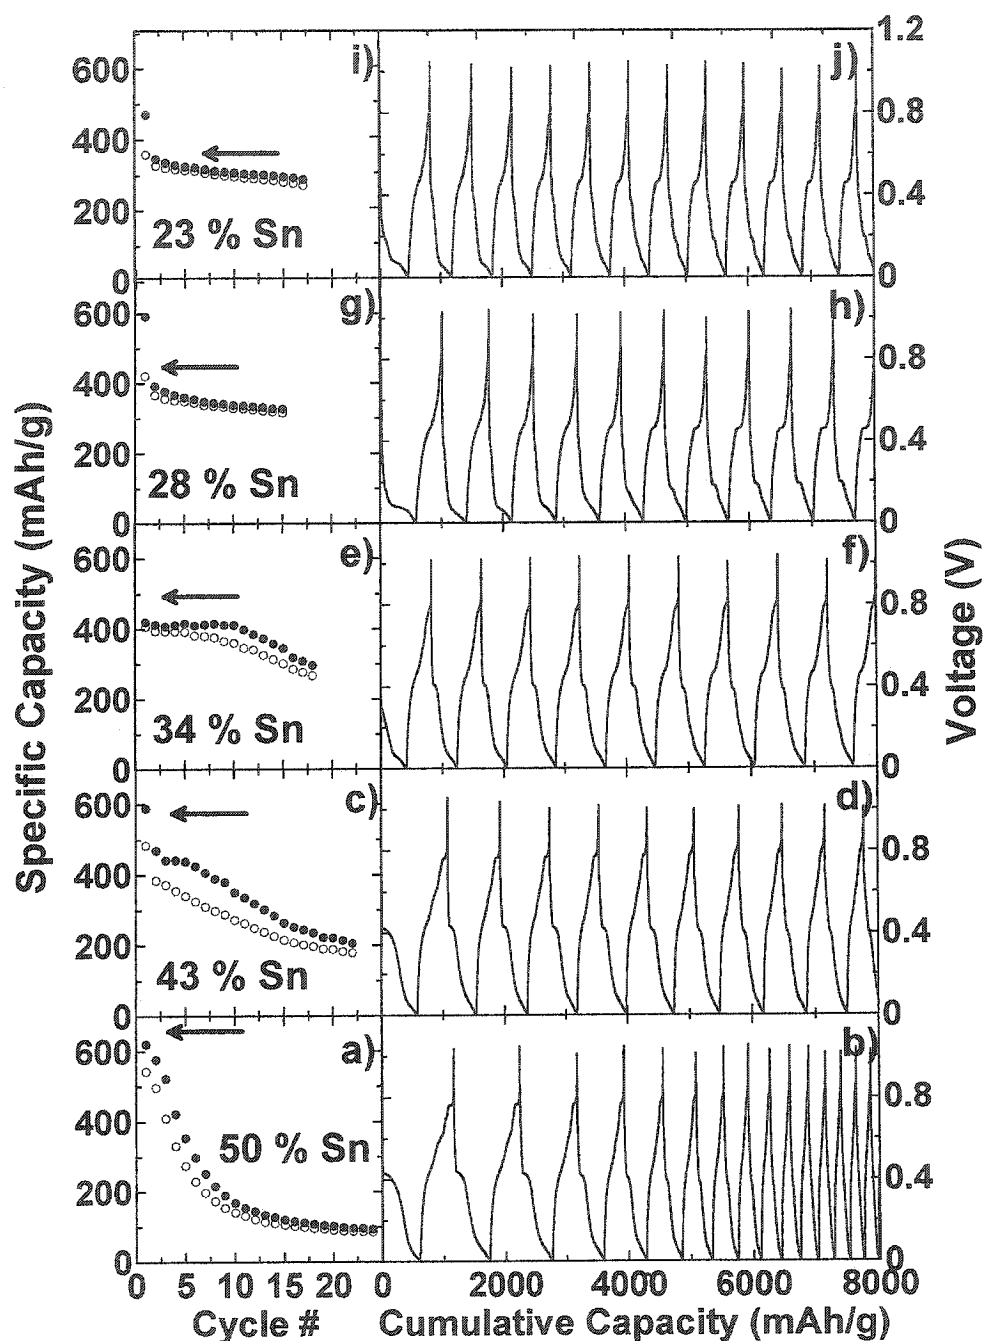 1.2
600
i)
j)
400
0.8
200
0.4
23 % Sn
0
0
600
g)
h)
400
0.8
200
0.4
28 % Sn
0
0
600
e)
f)
400
0.8
200
0.4
34 % Sn
0
0
600
c)
d)
400
0.8
200
0.4
43 % Sn
0
0
600
a)
b)
400
0.8
50 % Sn
200
0.4
0
0
0 5 10 15 20 0 2000 4000 6000 8000
Cycle # Cumulative Capacity (mAh/g)
Specific Capacity (mAh/g)
Voltage (V)